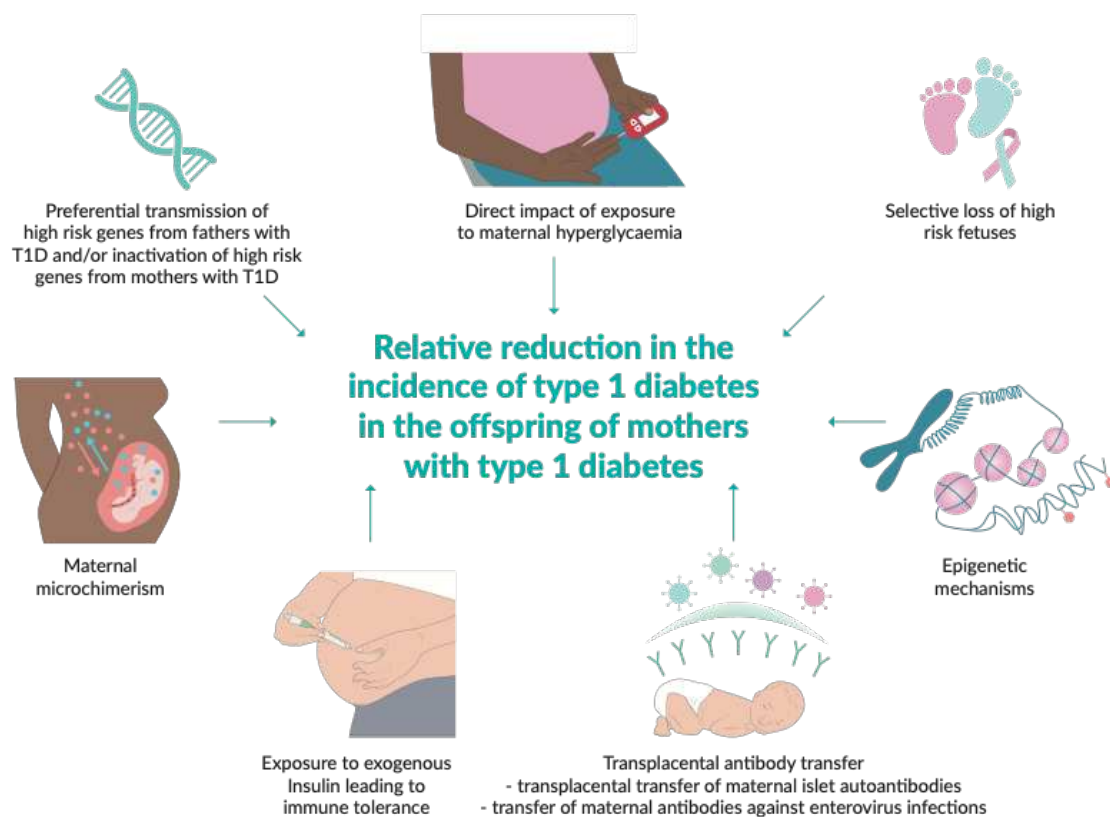 Preferential transmission of
high risk genes from fathers with
T1D and/or inactivation of high risk
genes from mothers with T1D
Direct impact of exposure
to maternal hyperglycaemia
Selective loss of high
risk fetuses
Relative reduction in the
incidence of type 1 diabetes
in the offspring of mothers
with type 1 diabetes
Maternal
microchimerism
Epigenetic
mechanisms
Exposure to exogenous
Insulin leading to
immune tolerance
Transplacental antibody transfer
- transplacental transfer of maternal islet autoantibodies
- transfer of maternal antibodies against enterovirus infections